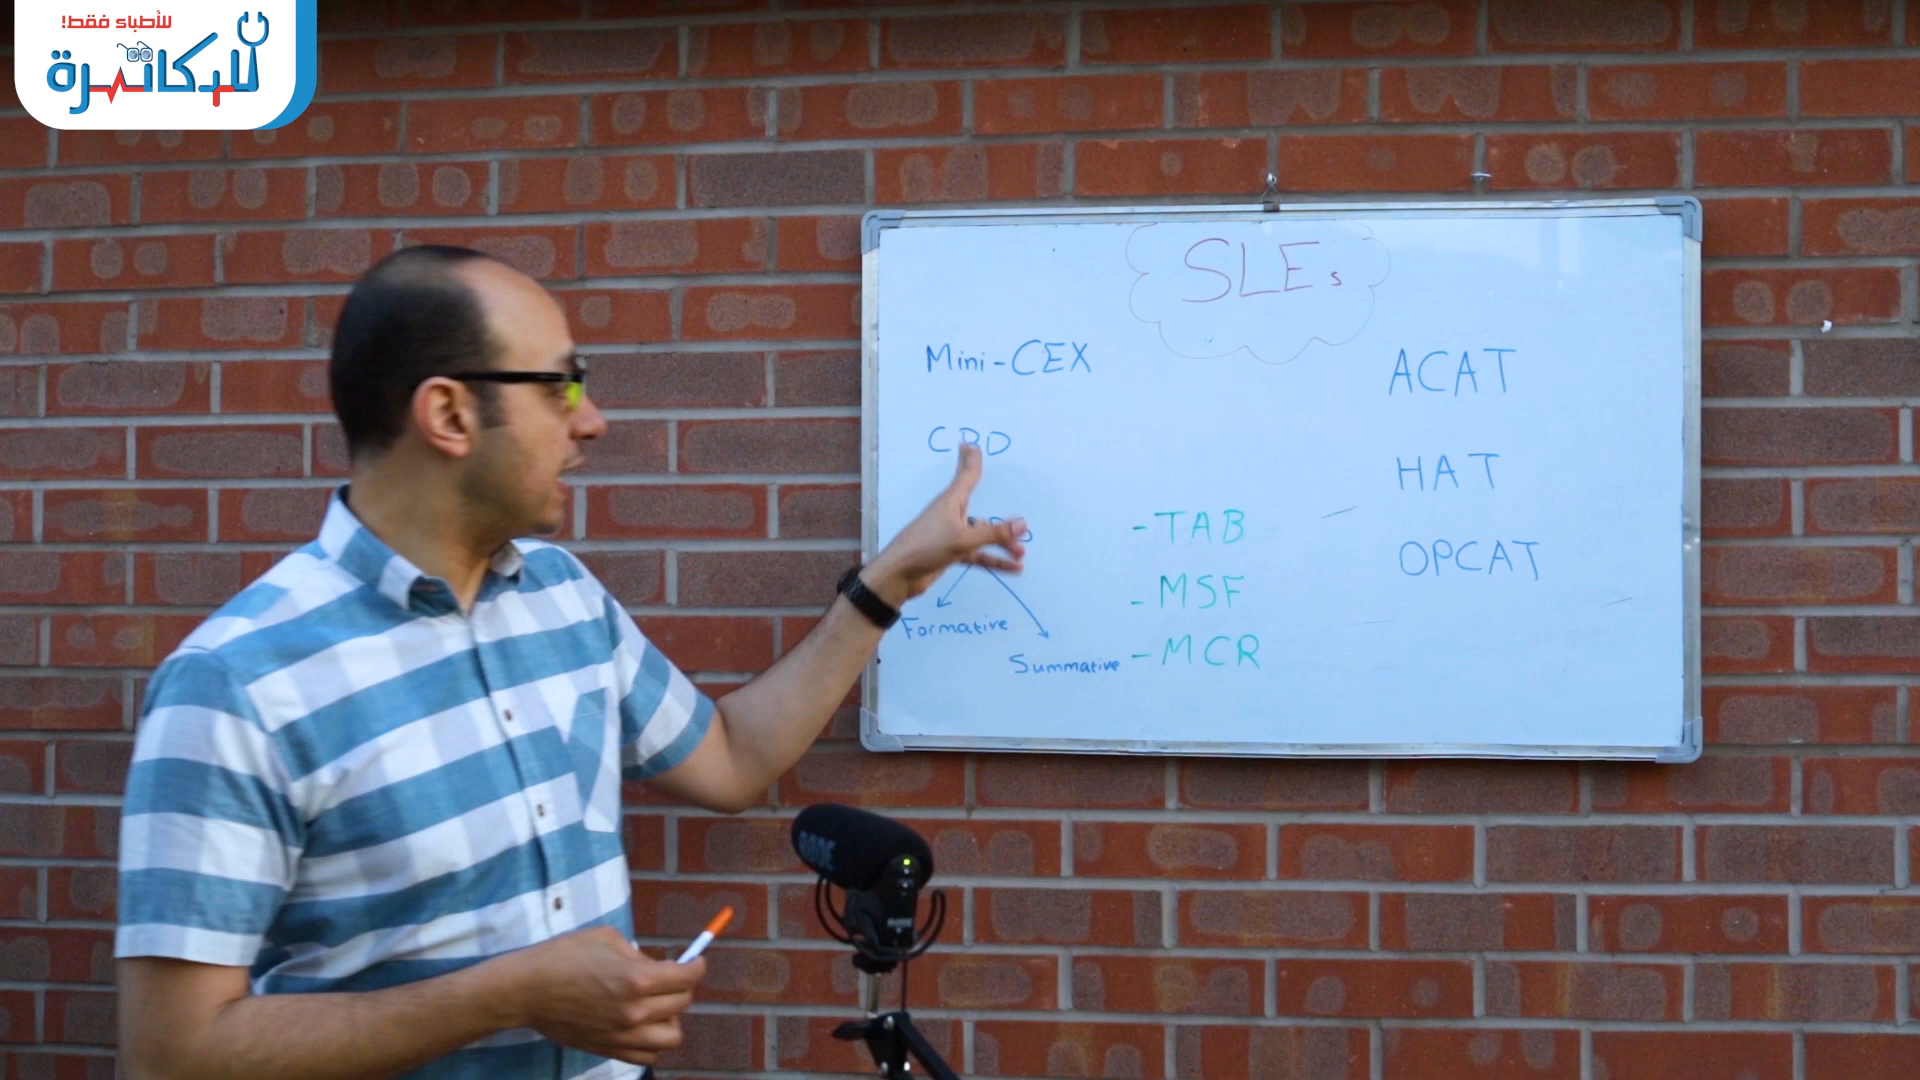 للأطباء فقط!
للدكاترة
SLEs
Mini-CEX
CBD
Formative
Summative
-TAB
-MSF
-MCR
ACAT
HAT
OPCAT
RODE